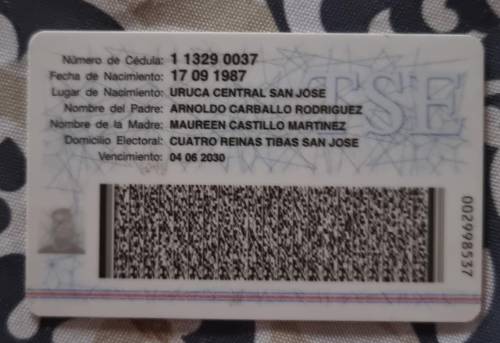 TSE
Número de Cédula: 1 1329 0037
Fecha de Nacimiento: 17 09 1987
Lugar de Nacimiento: URUCA CENTRAL SAN JOSE
Nombre del Padre: ARNOLDO CARBALLO RODRIGUEZ
Nombre de la Madre: MAUREEN CASTILLO MARTINEZ
Domicilio Electoral: CUATRO REINAS TIBAS SAN JOSE
Vencimiento: 04 06 2030
002998537